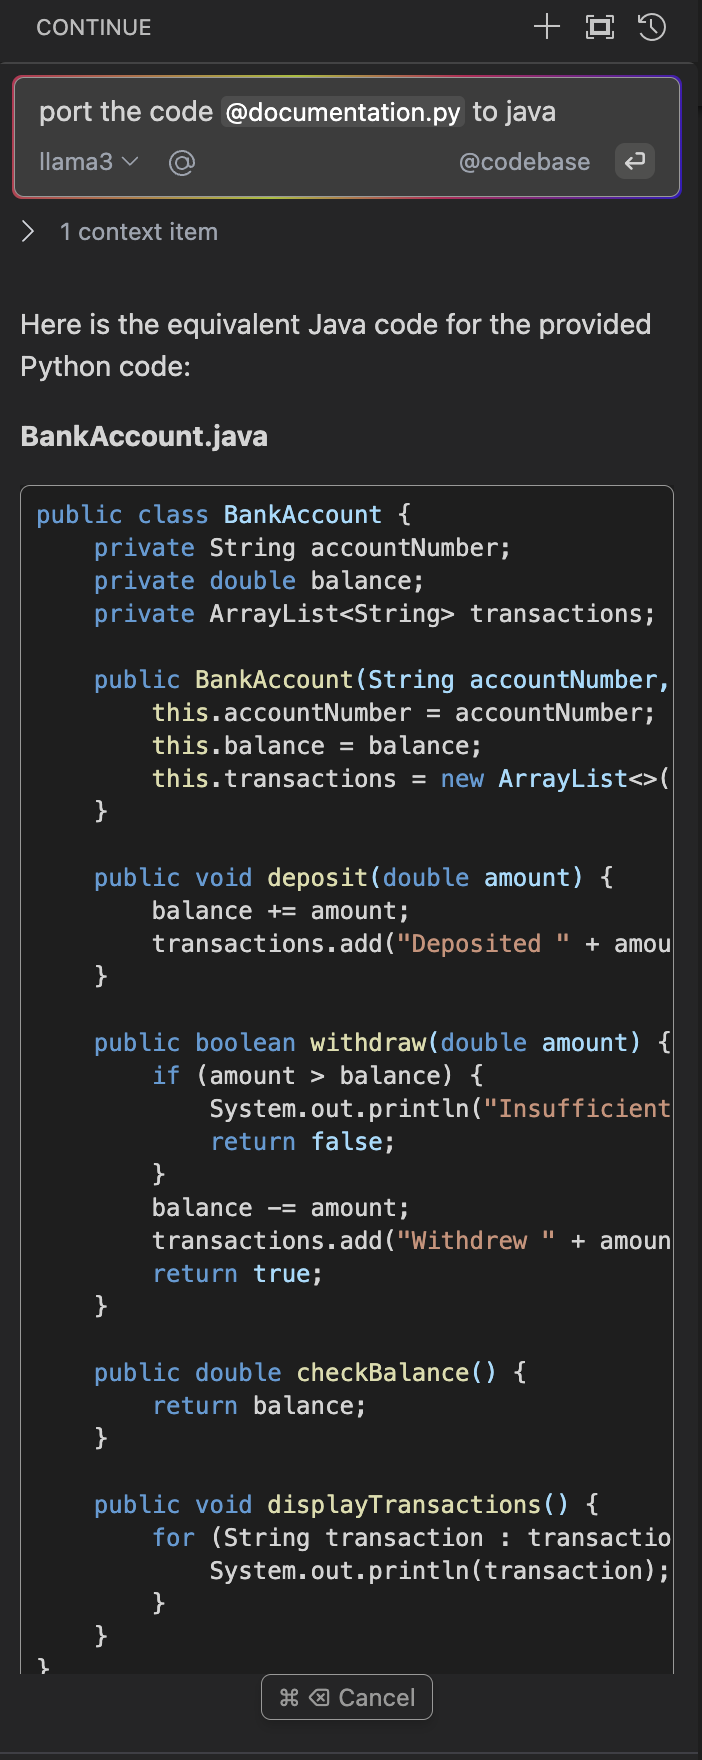 CONTINUE
port the code @documentation.py to java
llama3 @codebase
1 context item
Here is the equivalent Java code for the provided
Python code:
BankAccount.java
public class BankAccount {
    private String accountNumber;
    private double balance;
    private ArrayList<String> transactions;
    public BankAccount(String accountNumber,
        this.accountNumber = accountNumber;
        this.balance = balance;
        this.transactions = new ArrayList<>(
    }
    public void deposit(double amount) {
        balance += amount;
        transactions.add("Deposited " + amou
    }
    public boolean withdraw(double amount) {
        if (amount > balance) {
            System.out.println("Insufficient
            return false;
        }
        balance -= amount;
        transactions.add("Withdrew " + amoun
        return true;
    }
    public double checkBalance() {
        return balance;
    }
    public void displayTransactions() {
        for (String transaction : transactio
            System.out.println(transaction);
        }
    }
}
⌘ ⌫ Cancel